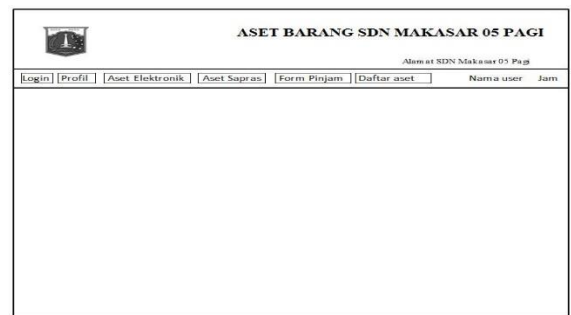 ASET BARANG SDN MAKASAR 05 PAGI
Alamat SDN Makasar 05 Pagi
Login Profil Aset Elektronik Aset Sapras Form Pinjam Daftar aset Nama user Jam